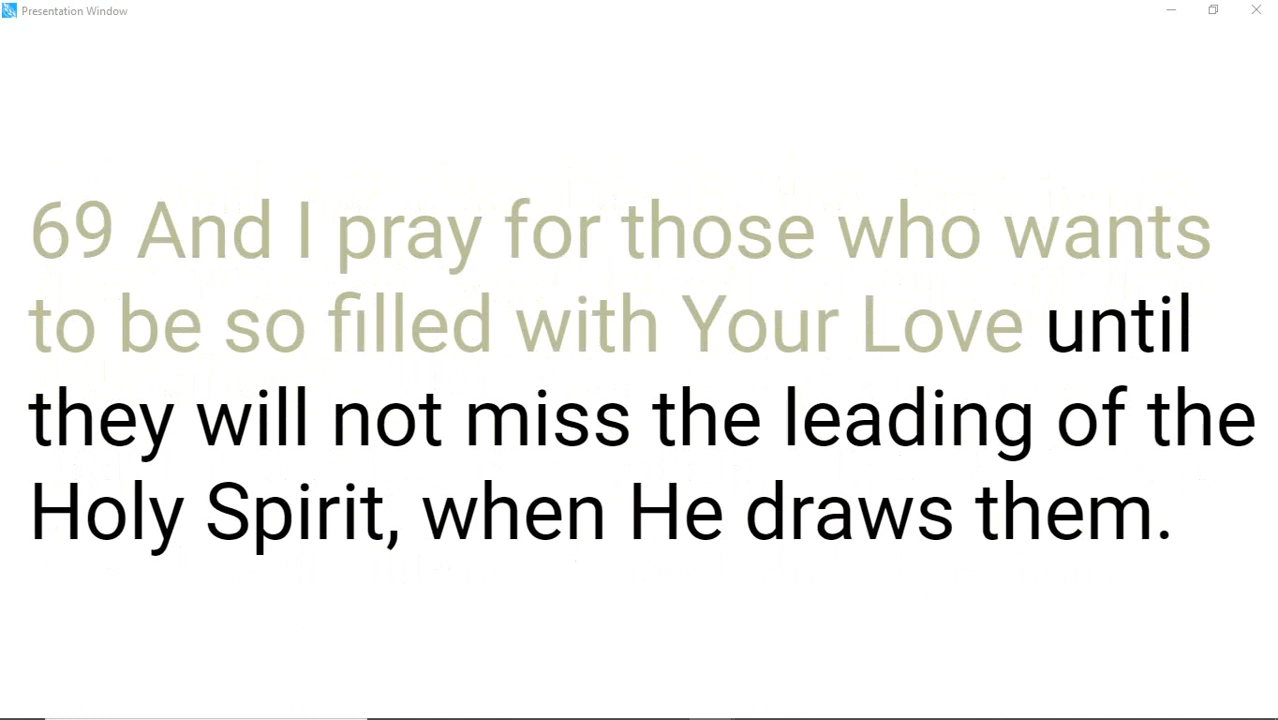 Presentation Window
69 And I pray for those who wants
to be so filled with Your Love until
they will not miss the leading of the
Holy Spirit, when He draws them.